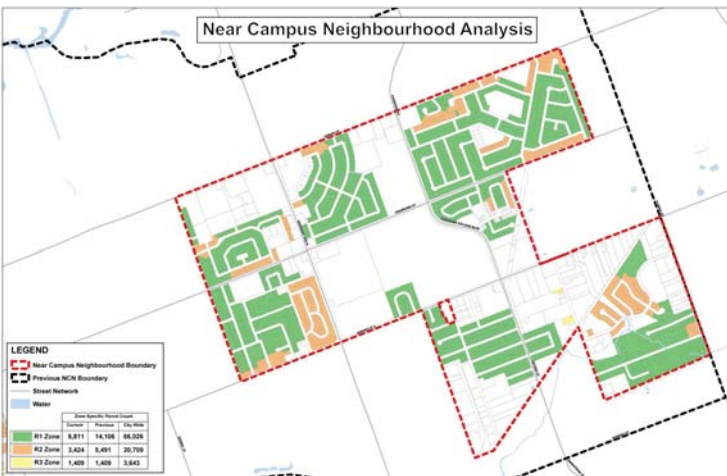 Near Campus Neighbourhood Analysis
LEGEND
Near Campus Neighbourhood Boundary
Previous NCN Boundary
Street Network
Water
Zone Specific Parcel Count
Current Previous City Wide
R1 Zone 6,811 14,106 66,026
R2 Zone 3,424 5,491 20,709
R3 Zone 1,409 1,409 3,643